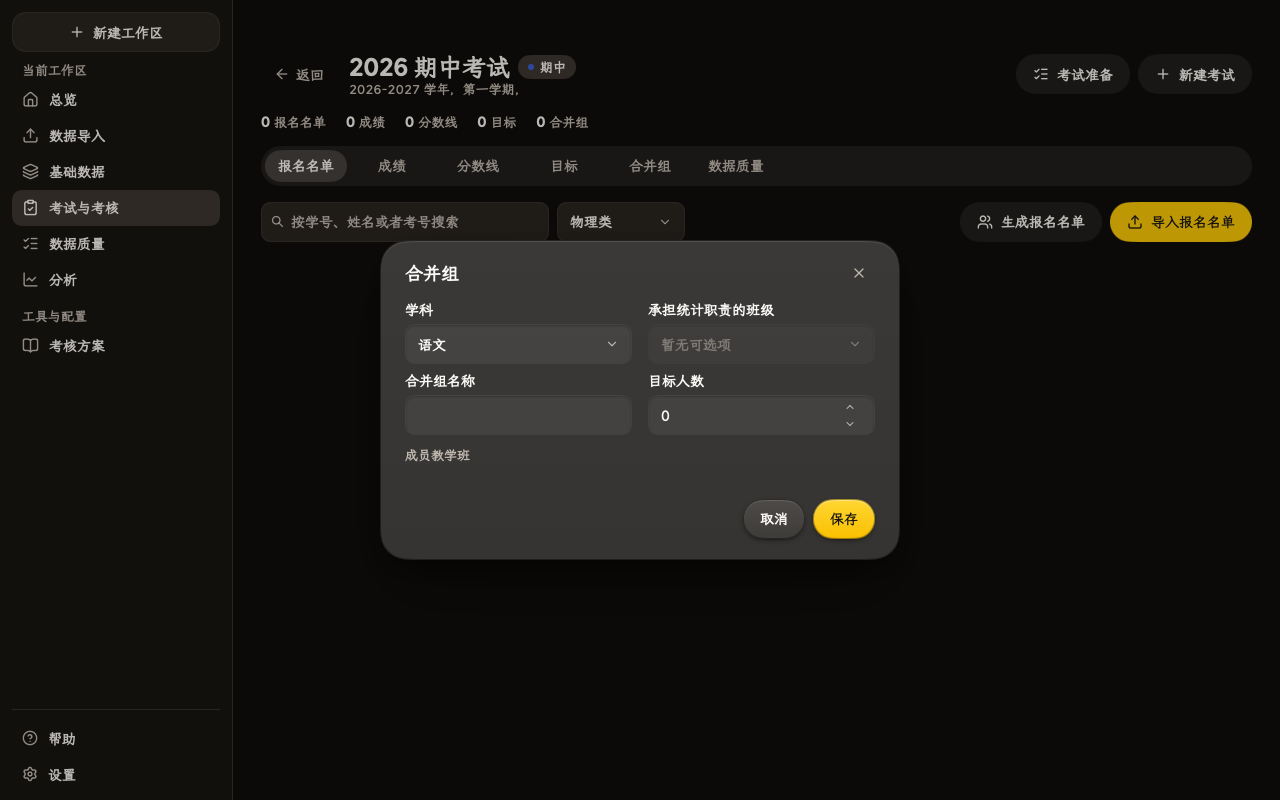 新建工作区
当前工作区
总览
数据导入
基础数据
考试与考核
数据质量
分析
工具与配置
考核方案
帮助
设置
返回
2026 期中考试
期中
2026-2027 学年，第一学期，
考试准备
新建考试
0 报名名单
0 成绩
0 分数线
0 目标
0 合并组
报名名单
成绩
分数线
目标
合并组
数据质量
按学号、姓名或者考号搜索
物理类
生成报名名单
导入报名名单
合并组
学科
承担统计职责的班级
语文
暂无可选项
合并组名称
目标人数
0
成员教学班
取消
保存